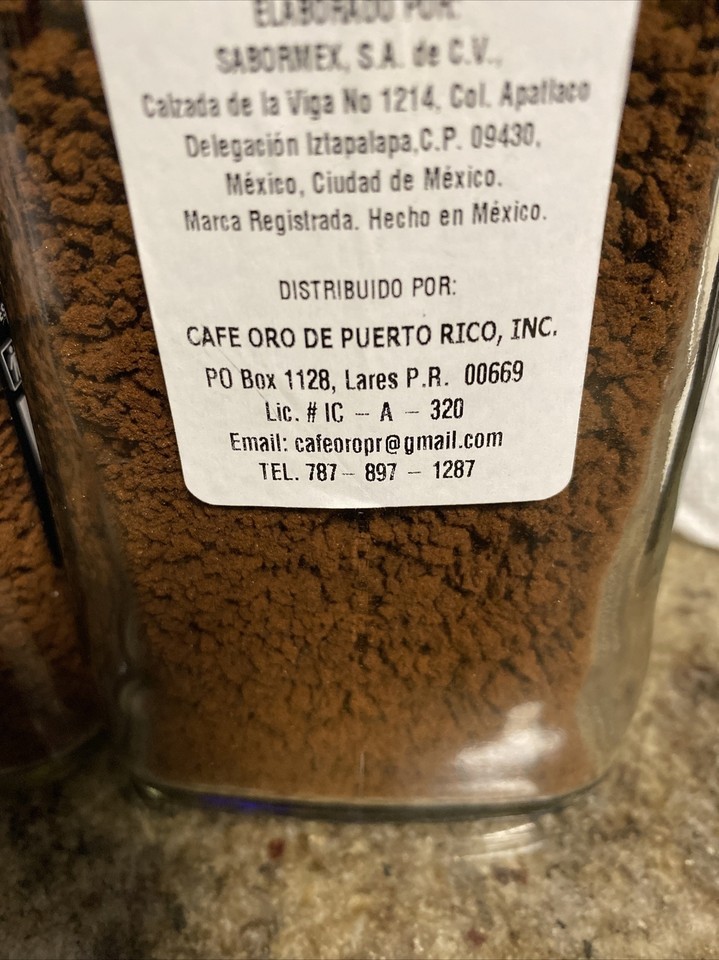 ELABORADO POR:
SABORMEX, S.A. de C.V.,
Calzada de la Viga No 1214, Col. Apatlaco
Delegación Iztapalapa,C.P. 09430,
México, Ciudad de México.
Marca Registrada. Hecho en México.
DISTRIBUIDO POR:
CAFE ORO DE PUERTO RICO, INC.
PO Box 1128, Lares P.R. 00669
Lic. # IC – A – 320
Email: cafeoropr@gmail.com
TEL. 787 – 897 – 1287